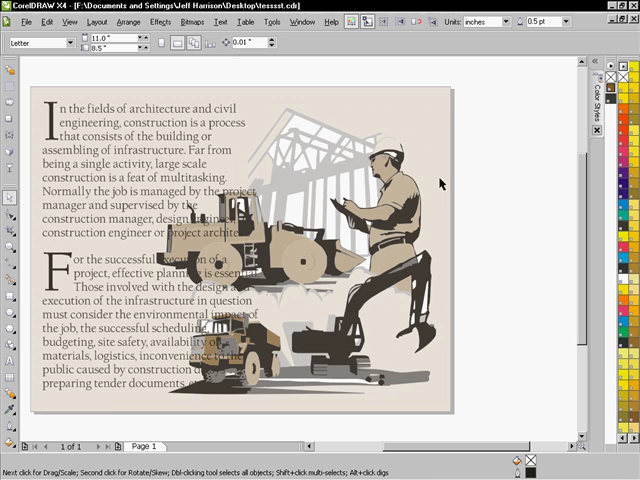 CorelDRAW X4 - [F:\Documents and Settings\Jeff Harrison\Desktop\tesssst.cdr]
File Edit View Layout Arrange Effects Bitmaps Text Table Tools Window Help Units: inches 0.5 pt
Letter 11.0 " 8.5 " 0.01 "
In the fields of architecture and civil
engineering, construction is a process
that consists of the building or
assembling of infrastructure. Far from
being a single activity, large scale
construction is a feat of multitasking.
Normally the job is managed by the project
manager and supervised by the
construction manager, design engineer,
construction engineer or project archite
For the successful execution of a
project, effective planning is essential
Those involved with the design and
execution of the infrastructure in question
must consider the environmental impact of
the job, the successful scheduling,
budgeting, site safety, availability of
materials, logistics, inconvenience to the
public caused by construction
preparing tender documents,
Color Styles
1 of 1 Page 1
Next click for Drag/Scale; Second click for Rotate/Skew; Dbl-clicking tool selects all objects; Shift+click multi-selects; Alt+click digs